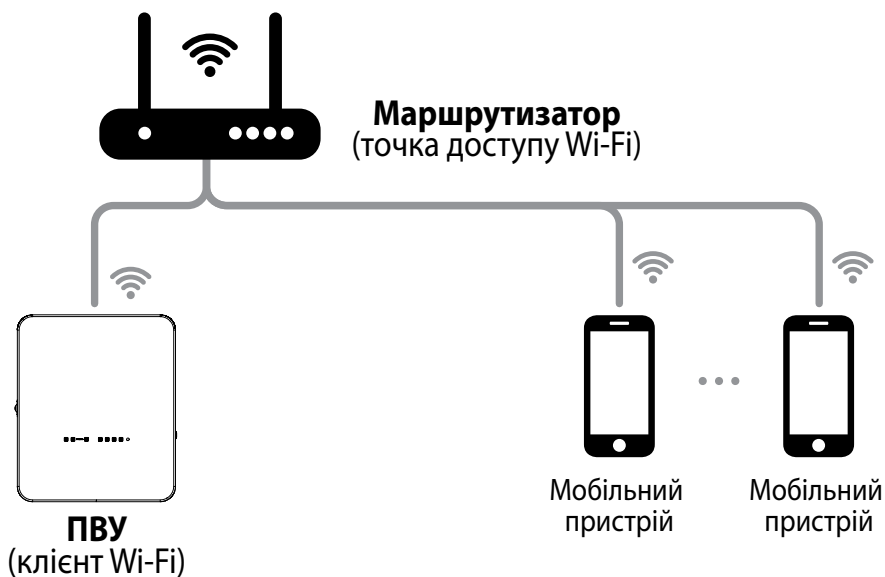 Маршрутизатор
(точка доступу Wi-Fi)
ПВУ
(клієнт Wi-Fi)
Мобільний
пристрій
Мобільний
пристрій